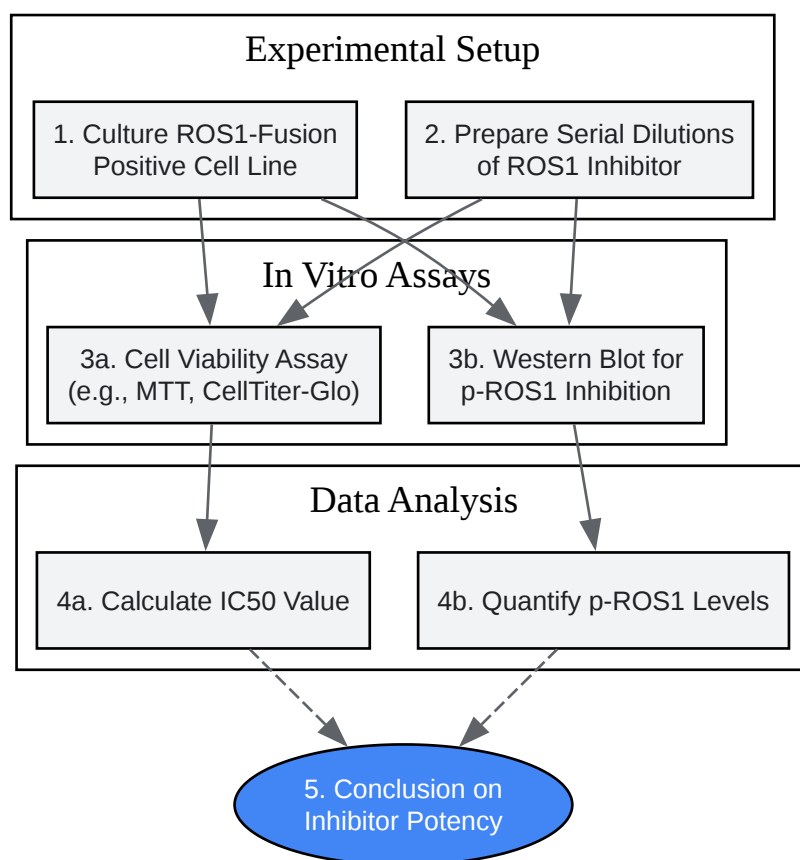 Experimental Setup
1. Culture ROS1-Fusion
Positive Cell Line
2. Prepare Serial Dilutions
of ROS1 Inhibitor
In Vitro Assays
3a. Cell Viability Assay
(e.g., MTT, CellTiter-Glo)
3b. Western Blot for
p-ROS1 Inhibition
Data Analysis
4a. Calculate IC50 Value
4b. Quantify p-ROS1 Levels
5. Conclusion on
Inhibitor Potency